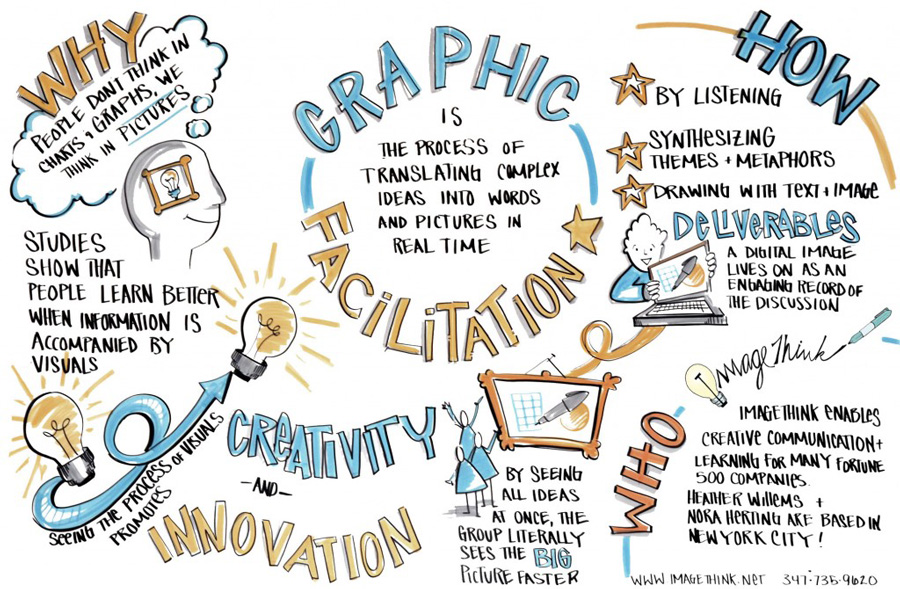 WHY
PEOPLE DON'T THINK IN
CHARTS, GRAPHS, WE
THINK IN PICTURES
STUDIES
SHOW THAT
PEOPLE LEARN BETTER
WHEN INFORMATION IS
ACCOMPANIED BY
VISUALS
SEEING THE PROCESS OF VISUALS
PROMOTES
CREATIVITY
-AND-
INNOVATION
GRAPHIC
IS
THE PROCESS OF
TRANSLATING COMPLEX
IDEAS INTO WORDS
AND PICTURES IN
REAL TIME
FACILITATION
BY SEEING
ALL IDEAS
AT ONCE, THE
GROUP LITERALLY
SEES THE BIG
PICTURE FASTER
HOW
BY LISTENING
SYNTHESIZING
THEMES + METAPHORS
DRAWING WITH TEXT + IMAGE
DELIVERABLES
A DIGITAL IMAGE
LIVES ON AS AN
ENGAGING RECORD OF
THE DISCUSSION
ImageThink
WHO
IMAGETHINK ENABLES
CREATIVE COMMUNICATION +
LEARNING FOR MANY FORTUNE
500 COMPANIES.
HEATHER WILLEMS +
NORA HERTING ARE BASED IN
NEW YORK CITY!
WWW.IMAGETHINK.NET 347-735-9620